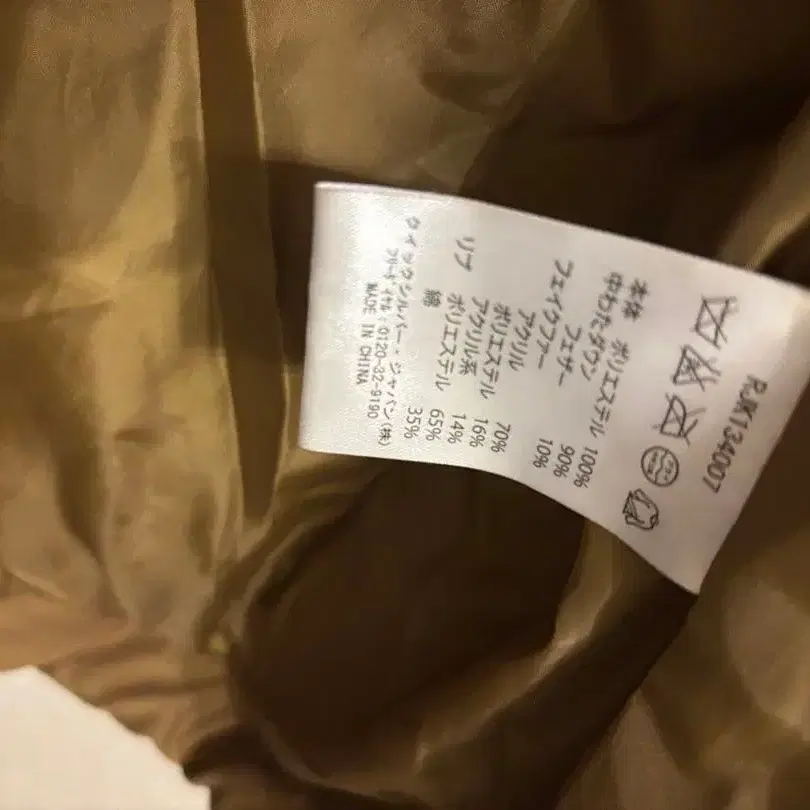 RJK134007
本体 ポリエステル 100%
中わた ダウン 90%
フェザー 10%
フェイクファー
アクリル 70%
ポリエステル 16%
アクリル系 14%
リブ ポリエステル 65%
綿 35%
クイックシルバー・ジャパン(株)
フリーダイヤル:0120-32-9190
MADE IN CHINA